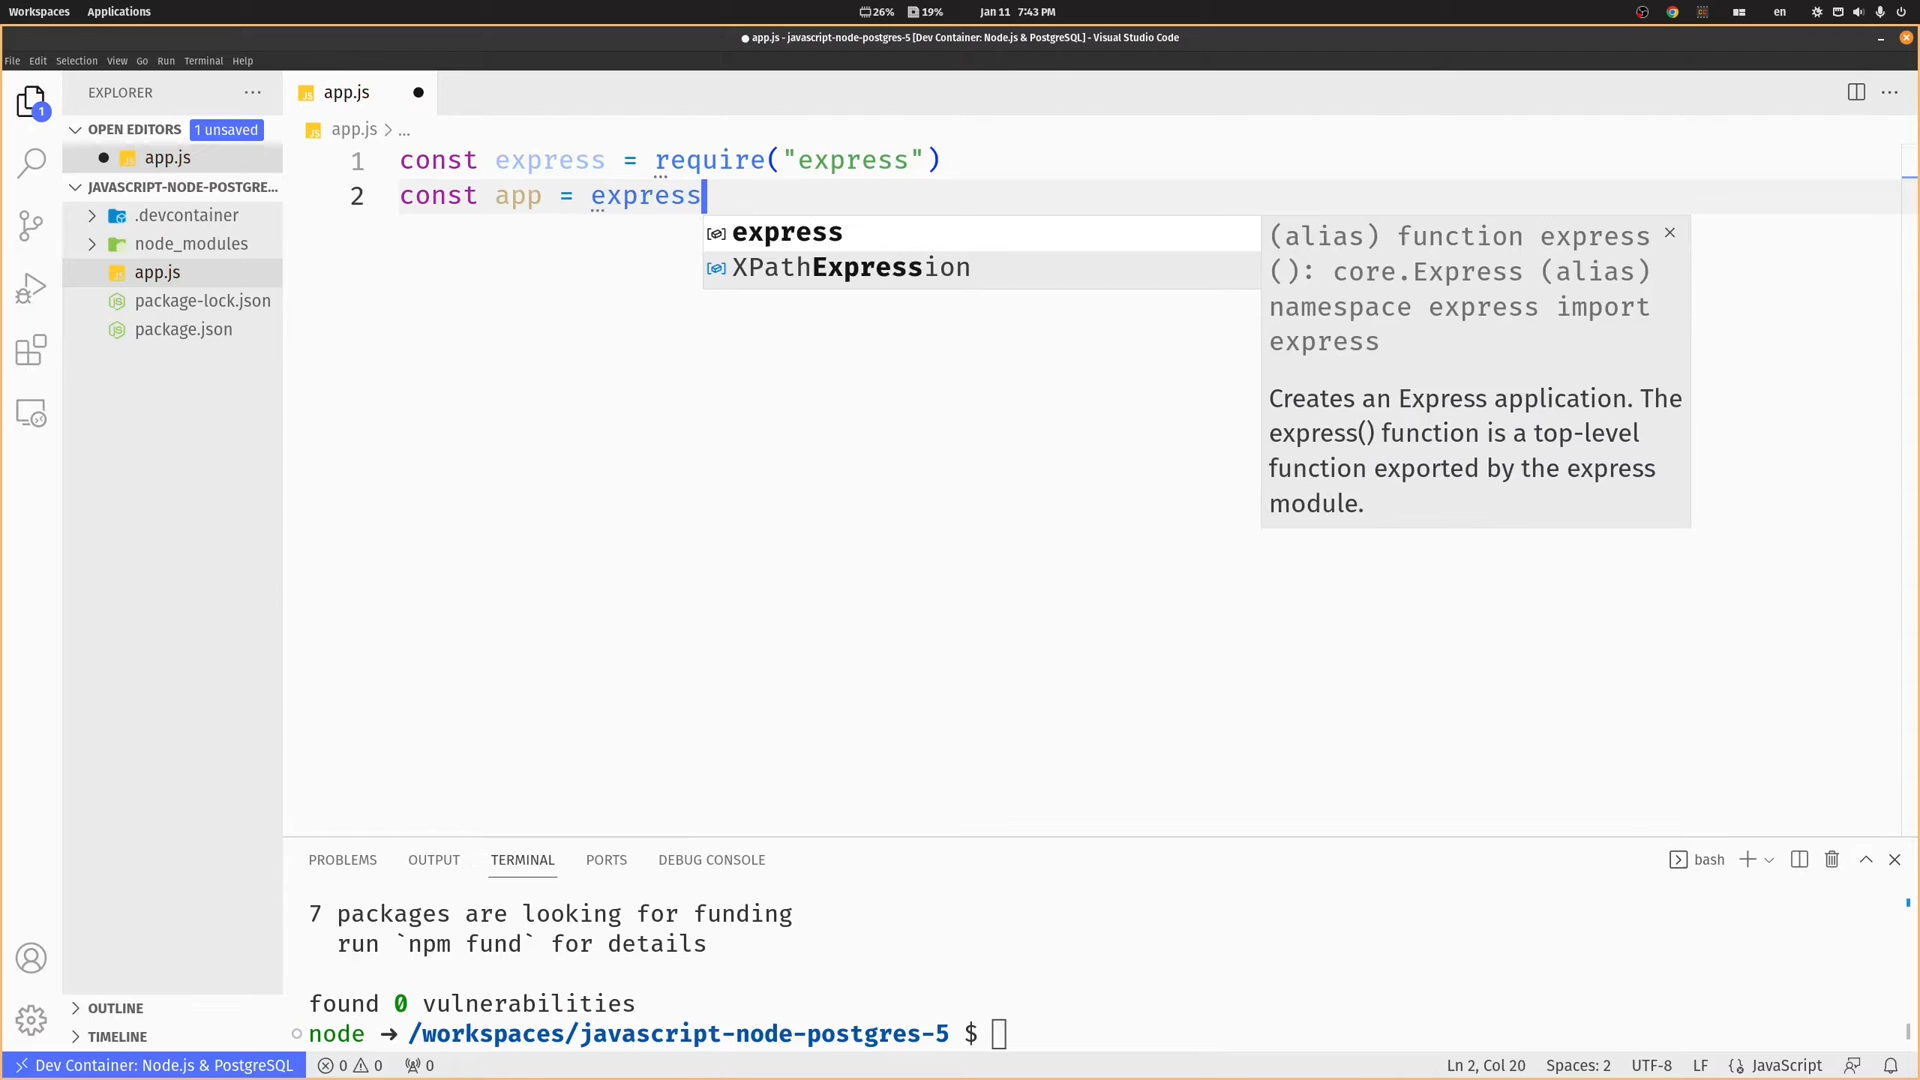 Workspaces Applications 26% 19% Jan 11 7:43 PM en
● app.js - javascript-node-postgres-5 [Dev Container: Node.js & PostgreSQL] - Visual Studio Code
File Edit Selection View Go Run Terminal Help
EXPLORER ···
app.js ●
OPEN EDITORS 1 unsaved
● app.js
JAVASCRIPT-NODE-POSTGRE...
.devcontainer
node_modules
app.js
package-lock.json
package.json
OUTLINE
TIMELINE
1
app.js > ...
1 const express = require("express")
2 const app = express
express
XPathExpression
(alias) function express
(): core.Express (alias)
namespace express import
express
Creates an Express application. The
express() function is a top-level
function exported by the express
module.
PROBLEMS OUTPUT TERMINAL PORTS DEBUG CONSOLE bash
7 packages are looking for funding
run `npm fund` for details
found 0 vulnerabilities
node ➜ /workspaces/javascript-node-postgres-5 $
Dev Container: Node.js & PostgreSQL 0 0 0 Ln 2, Col 20 Spaces: 2 UTF-8 LF {} JavaScript